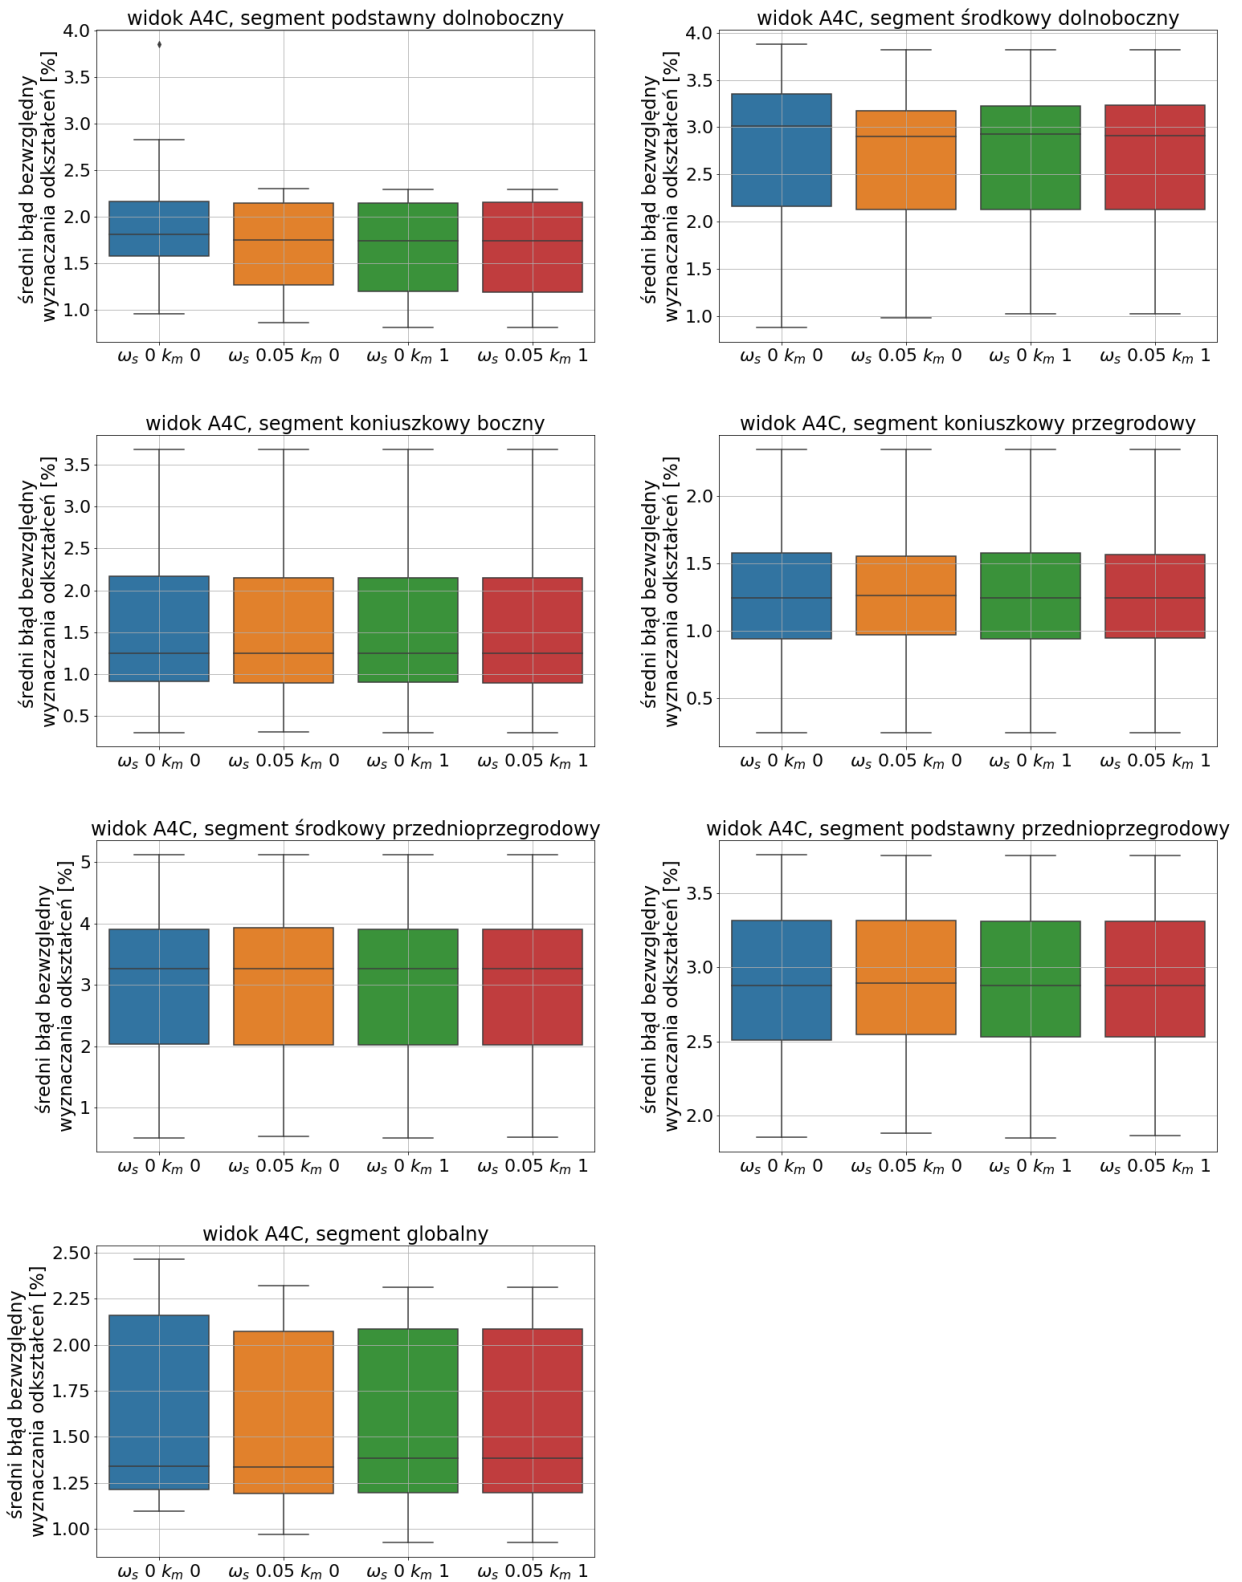 widok A4C, segment podstawny dolnoboczny
średni błąd bezwzględny
wyznaczania odkształceń [%]
4.0
3.5
3.0
2.5
2.0
1.5
1.0
ωs 0 km 0
ωs 0.05 km 0
ωs 0 km 1
ωs 0.05 km 1
widok A4C, segment środkowy dolnoboczny
średni błąd bezwzględny
wyznaczania odkształceń [%]
4.0
3.5
3.0
2.5
2.0
1.5
1.0
ωs 0 km 0
ωs 0.05 km 0
ωs 0 km 1
ωs 0.05 km 1
widok A4C, segment koniuszkowy boczny
średni błąd bezwzględny
wyznaczania odkształceń [%]
3.5
3.0
2.5
2.0
1.5
1.0
0.5
ωs 0 km 0
ωs 0.05 km 0
ωs 0 km 1
ωs 0.05 km 1
widok A4C, segment koniuszkowy przegrodowy
średni błąd bezwzględny
wyznaczania odkształceń [%]
2.0
1.5
1.0
0.5
ωs 0 km 0
ωs 0.05 km 0
ωs 0 km 1
ωs 0.05 km 1
widok A4C, segment środkowy przednioprzegrodowy
średni błąd bezwzględny
wyznaczania odkształceń [%]
5
4
3
2
1
ωs 0 km 0
ωs 0.05 km 0
ωs 0 km 1
ωs 0.05 km 1
widok A4C, segment podstawny przednioprzegrodowy
średni błąd bezwzględny
wyznaczania odkształceń [%]
3.5
3.0
2.5
2.0
ωs 0 km 0
ωs 0.05 km 0
ωs 0 km 1
ωs 0.05 km 1
widok A4C, segment globalny
średni błąd bezwzględny
wyznaczania odkształceń [%]
2.50
2.25
2.00
1.75
1.50
1.25
1.00
ωs 0 km 0
ωs 0.05 km 0
ωs 0 km 1
ωs 0.05 km 1